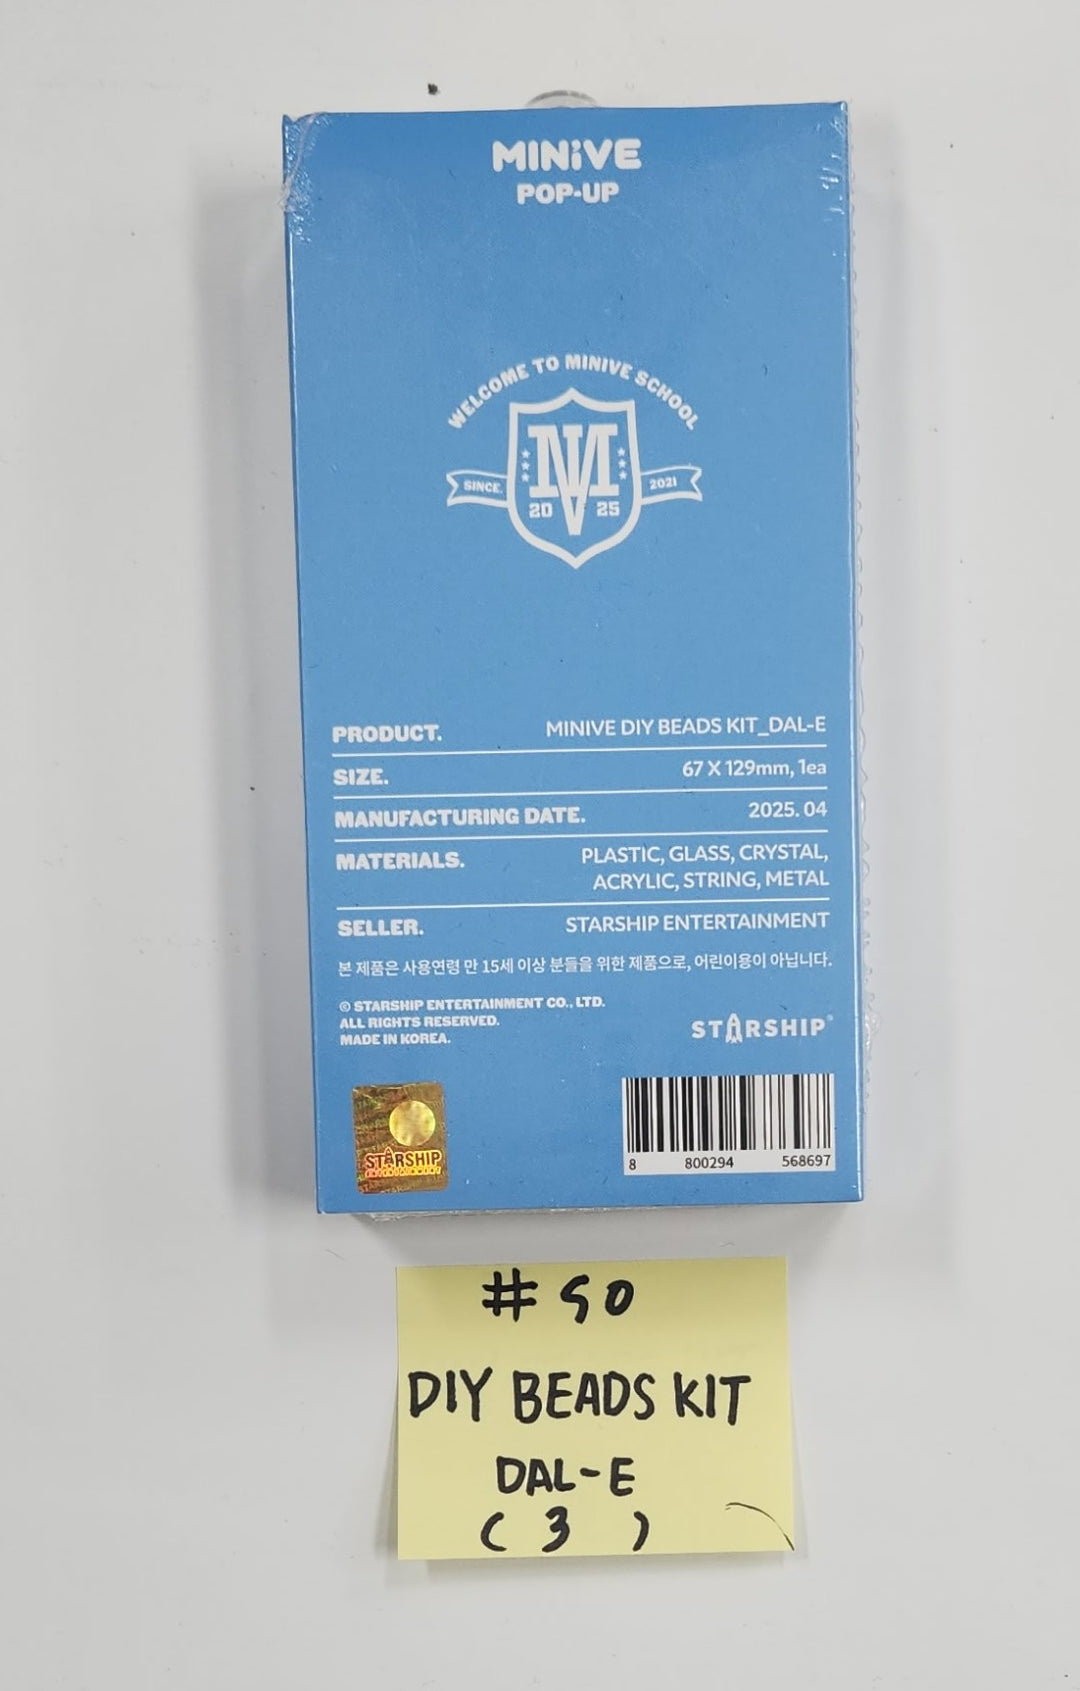 MINiVE
POP-UP
WELCOME TO MINIVE SCHOOL
SINCE.
MV
2021
20 25
PRODUCT. MINIVE DIY BEADS KIT_DAL-E
SIZE. 67 X 129mm, 1ea
MANUFACTURING DATE. 2025. 04
MATERIALS. PLASTIC, GLASS, CRYSTAL,
ACRYLIC, STRING, METAL
SELLER. STARSHIP ENTERTAINMENT
본 제품은 사용연령 만 15세 이상 분들을 위한 제품으로, 어린이용이 아닙니다.
© STARSHIP ENTERTAINMENT CO., LTD.
ALL RIGHTS RESERVED.
MADE IN KOREA.
STARSHIP®
STARSHIP
8 800294 568697
#50
DIY BEADS KIT
DAL-E
( 3 )